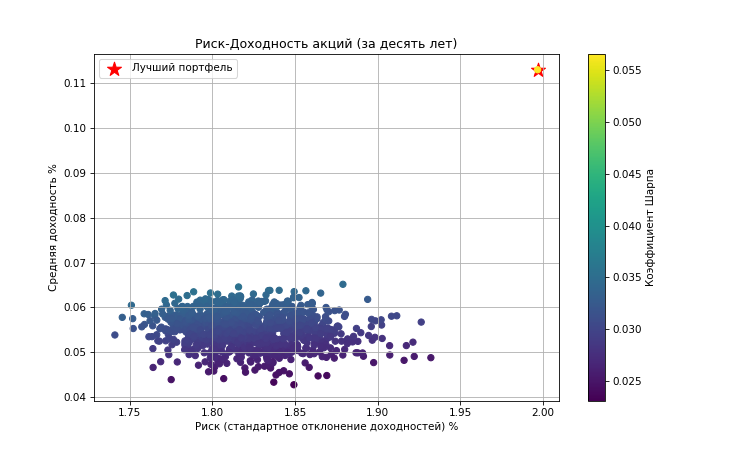 Риск-Доходность акций (за десять лет)
Лучший портфель
Средняя доходность %
0.11
0.10
0.09
0.08
0.07
0.06
0.05
0.04
1.75 1.80 1.85 1.90 1.95 2.00
Риск (стандартное отклонение доходностей) %
0.055
0.050
0.045
0.040
0.035
0.030
0.025
Коэффициент Шарпа